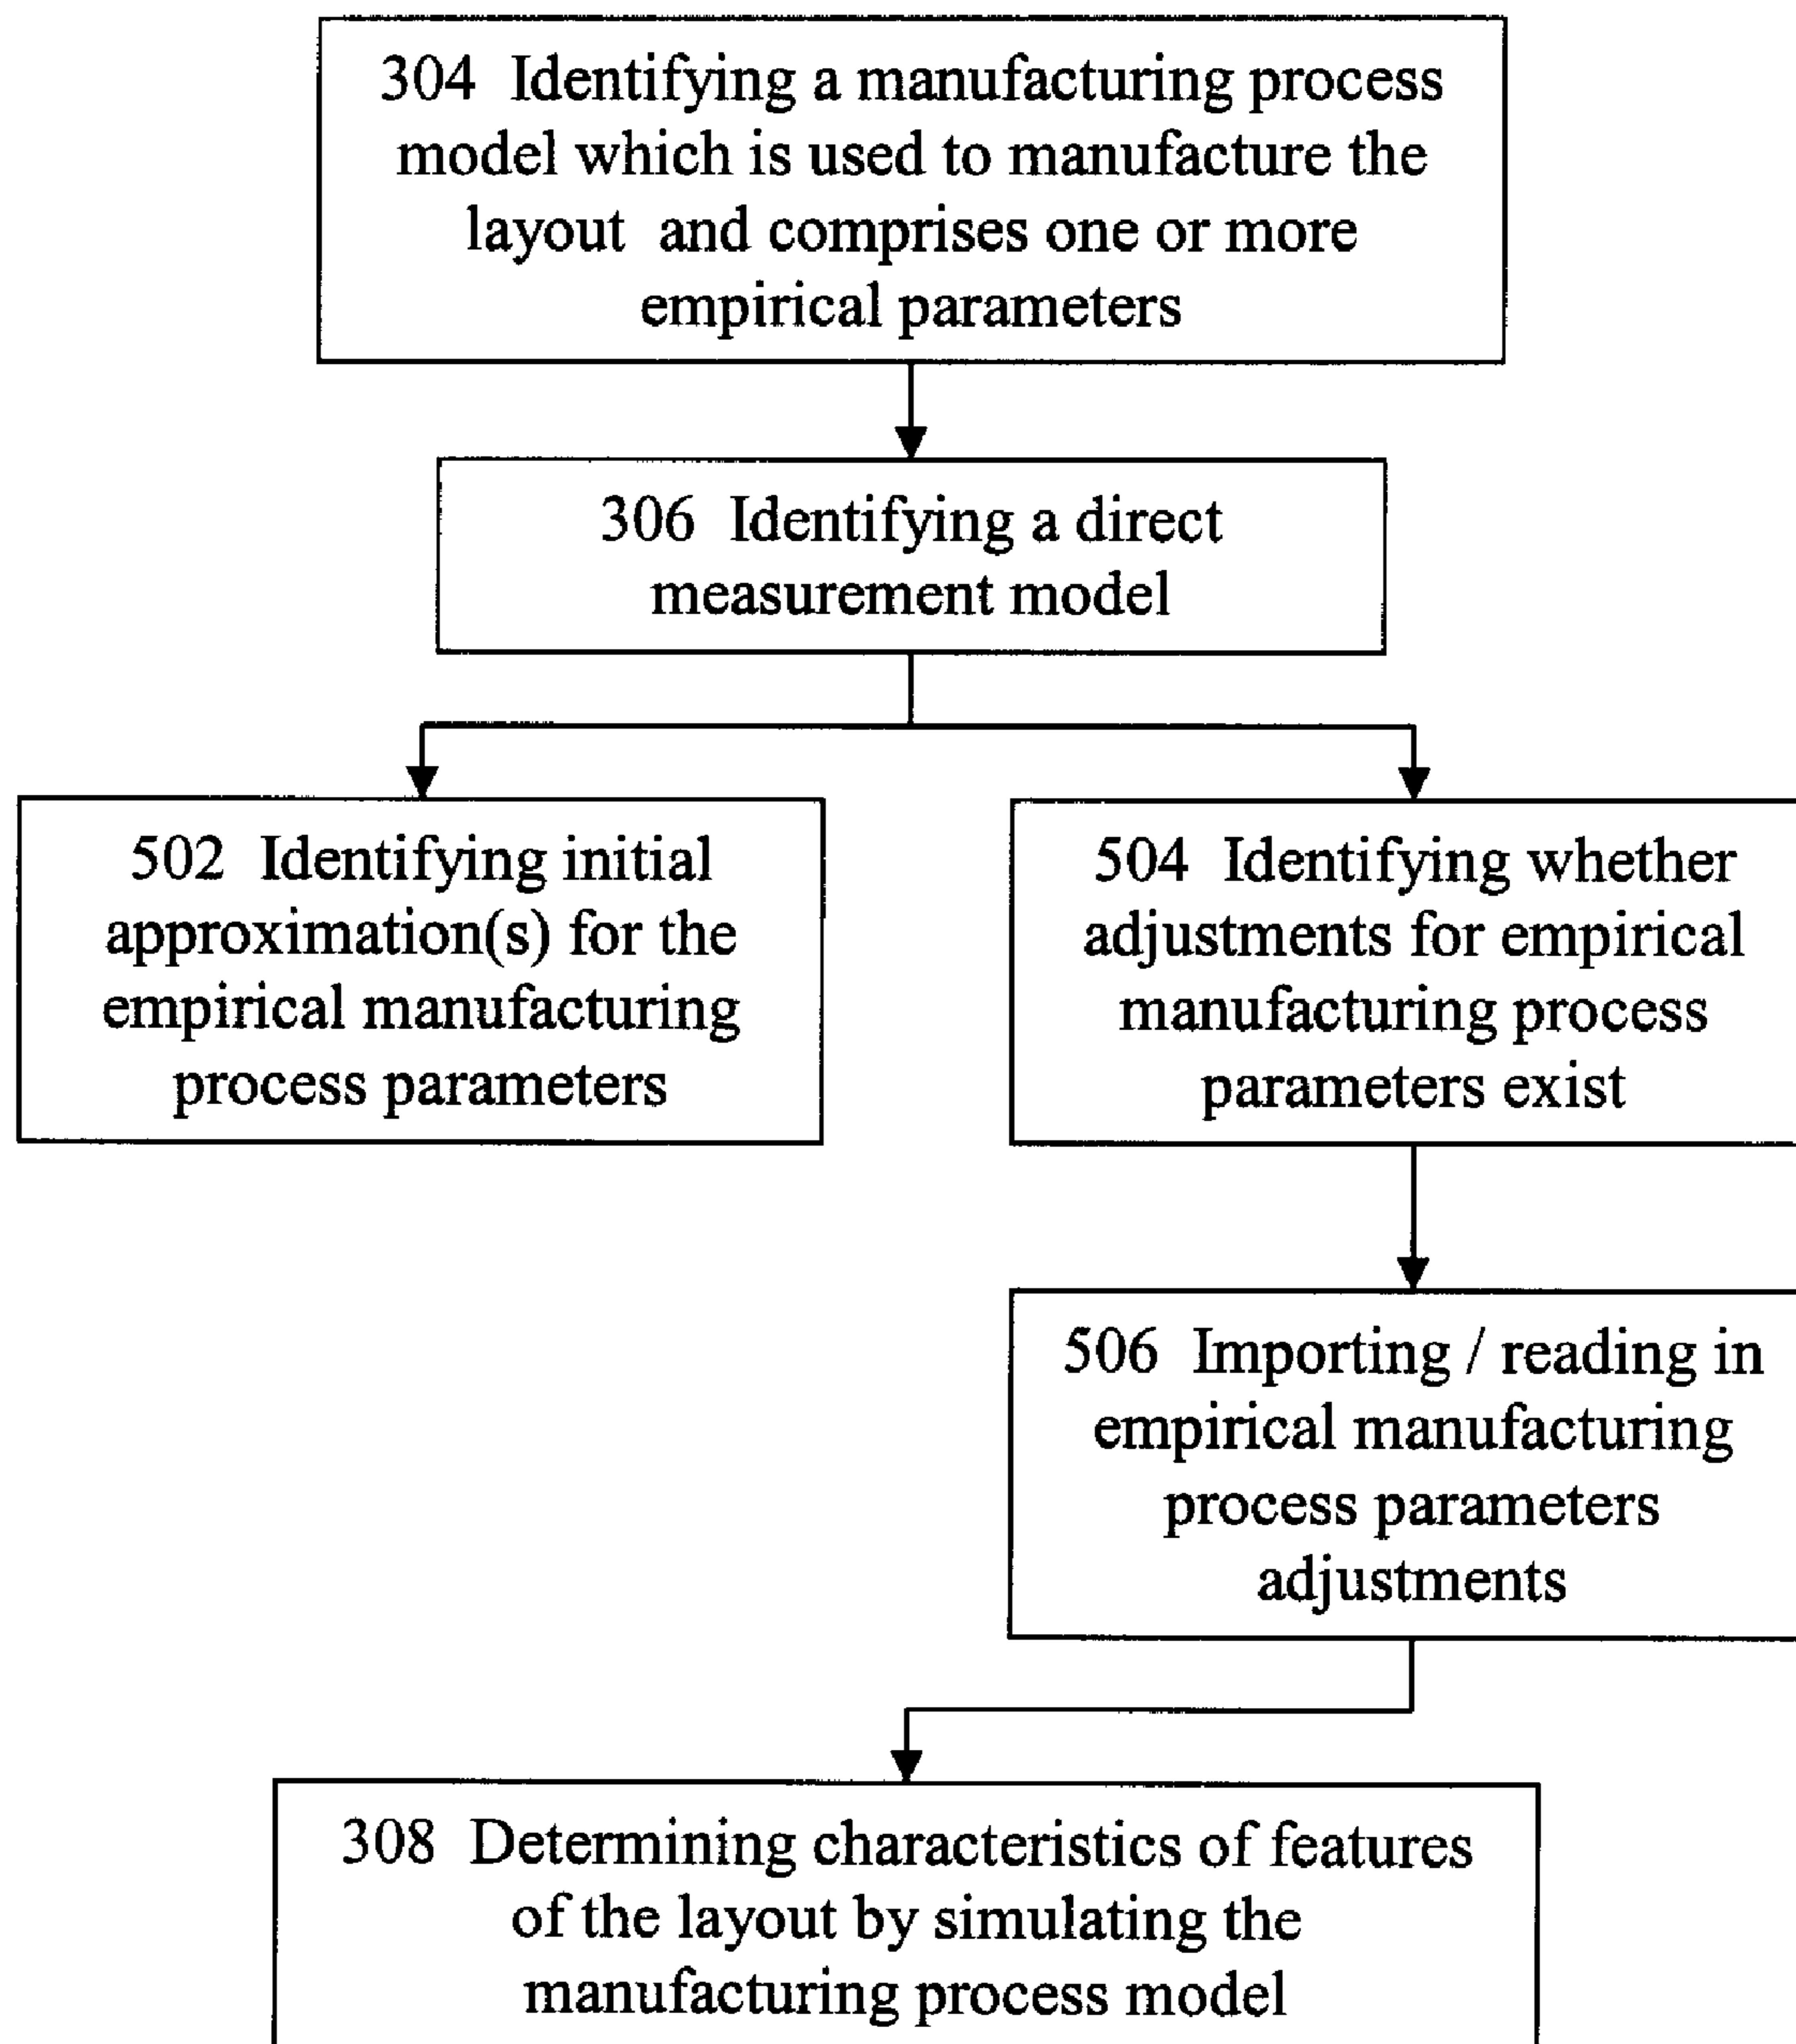 304 Identifying a manufacturing process
model which is used to manufacture the
layout and comprises one or more
empirical parameters
306 Identifying a direct
measurement model
502 Identifying initial
approximation(s) for the
empirical manufacturing
process parameters
504 Identifying whether
adjustments for empirical
manufacturing process
parameters exist
506 Importing / reading in
empirical manufacturing
process parameters
adjustments
308 Determining characteristics of features
of the layout by simulating the
manufacturing process model